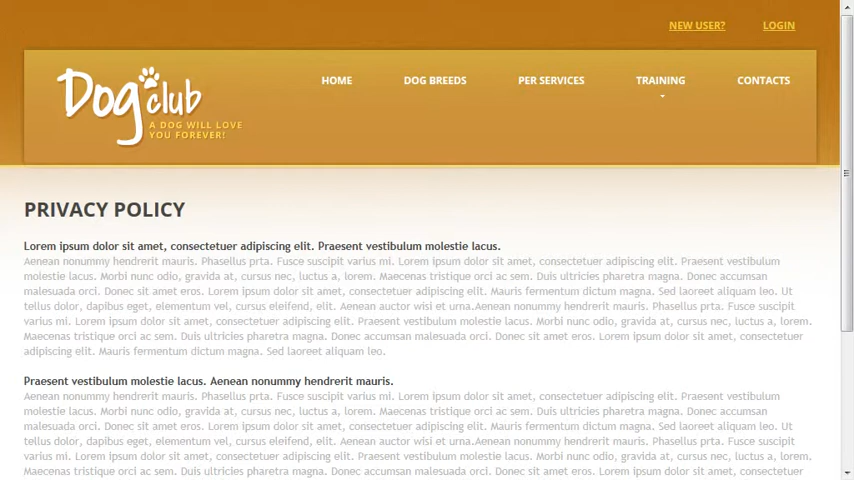 NEW USER? LOGIN
Dog club
A DOG WILL LOVE
YOU FOREVER!
HOME DOG BREEDS PER SERVICES TRAINING CONTACTS
PRIVACY POLICY
Lorem ipsum dolor sit amet, consectetuer adipiscing elit. Praesent vestibulum molestie lacus.
Aenean nonummy hendrerit mauris. Phasellus prta. Fusce suscipit varius mi. Lorem ipsum dolor sit amet, consectetuer adipiscing elit. Praesent vestibulum
molestie lacus. Morbi nunc odio, gravida at, cursus nec, luctus a, lorem. Maecenas tristique orci ac sem. Duis ultricies pharetra magna. Donec accumsan
malesuada orci. Donec sit amet eros. Lorem ipsum dolor sit amet, consectetuer adipiscing elit. Mauris fermentum dictum magna. Sed laoreet aliquam leo. Ut
tellus dolor, dapibus eget, elementum vel, cursus eleifend, elit. Aenean auctor wisi et urna.Aenean nonummy hendrerit mauris. Phasellus prta. Fusce suscipit
varius mi. Lorem ipsum dolor sit amet, consectetuer adipiscing elit. Praesent vestibulum molestie lacus. Morbi nunc odio, gravida at, cursus nec, luctus a, lorem.
Maecenas tristique orci ac sem. Duis ultricies pharetra magna. Donec accumsan malesuada orci. Donec sit amet eros. Lorem ipsum dolor sit amet, consectetuer
adipiscing elit. Mauris fermentum dictum magna. Sed laoreet aliquam leo.
Praesent vestibulum molestie lacus. Aenean nonummy hendrerit mauris.
Aenean nonummy hendrerit mauris. Phasellus prta. Fusce suscipit varius mi. Lorem ipsum dolor sit amet, consectetuer adipiscing elit. Praesent vestibulum
molestie lacus. Morbi nunc odio, gravida at, cursus nec, luctus a, lorem. Maecenas tristique orci ac sem. Duis ultricies pharetra magna. Donec accumsan
malesuada orci. Donec sit amet eros. Lorem ipsum dolor sit amet, consectetuer adipiscing elit. Mauris fermentum dictum magna. Sed laoreet aliquam leo. Ut
tellus dolor, dapibus eget, elementum vel, cursus eleifend, elit. Aenean auctor wisi et urna.Aenean nonummy hendrerit mauris. Phasellus prta. Fusce suscipit
varius mi. Lorem ipsum dolor sit amet, consectetuer adipiscing elit. Praesent vestibulum molestie lacus. Morbi nunc odio, gravida at, cursus nec, luctus a, lorem.
Maecenas tristique orci ac sem. Duis ultricies pharetra magna. Donec accumsan malesuada orci. Donec sit amet eros. Lorem ipsum dolor sit amet, consectetuer